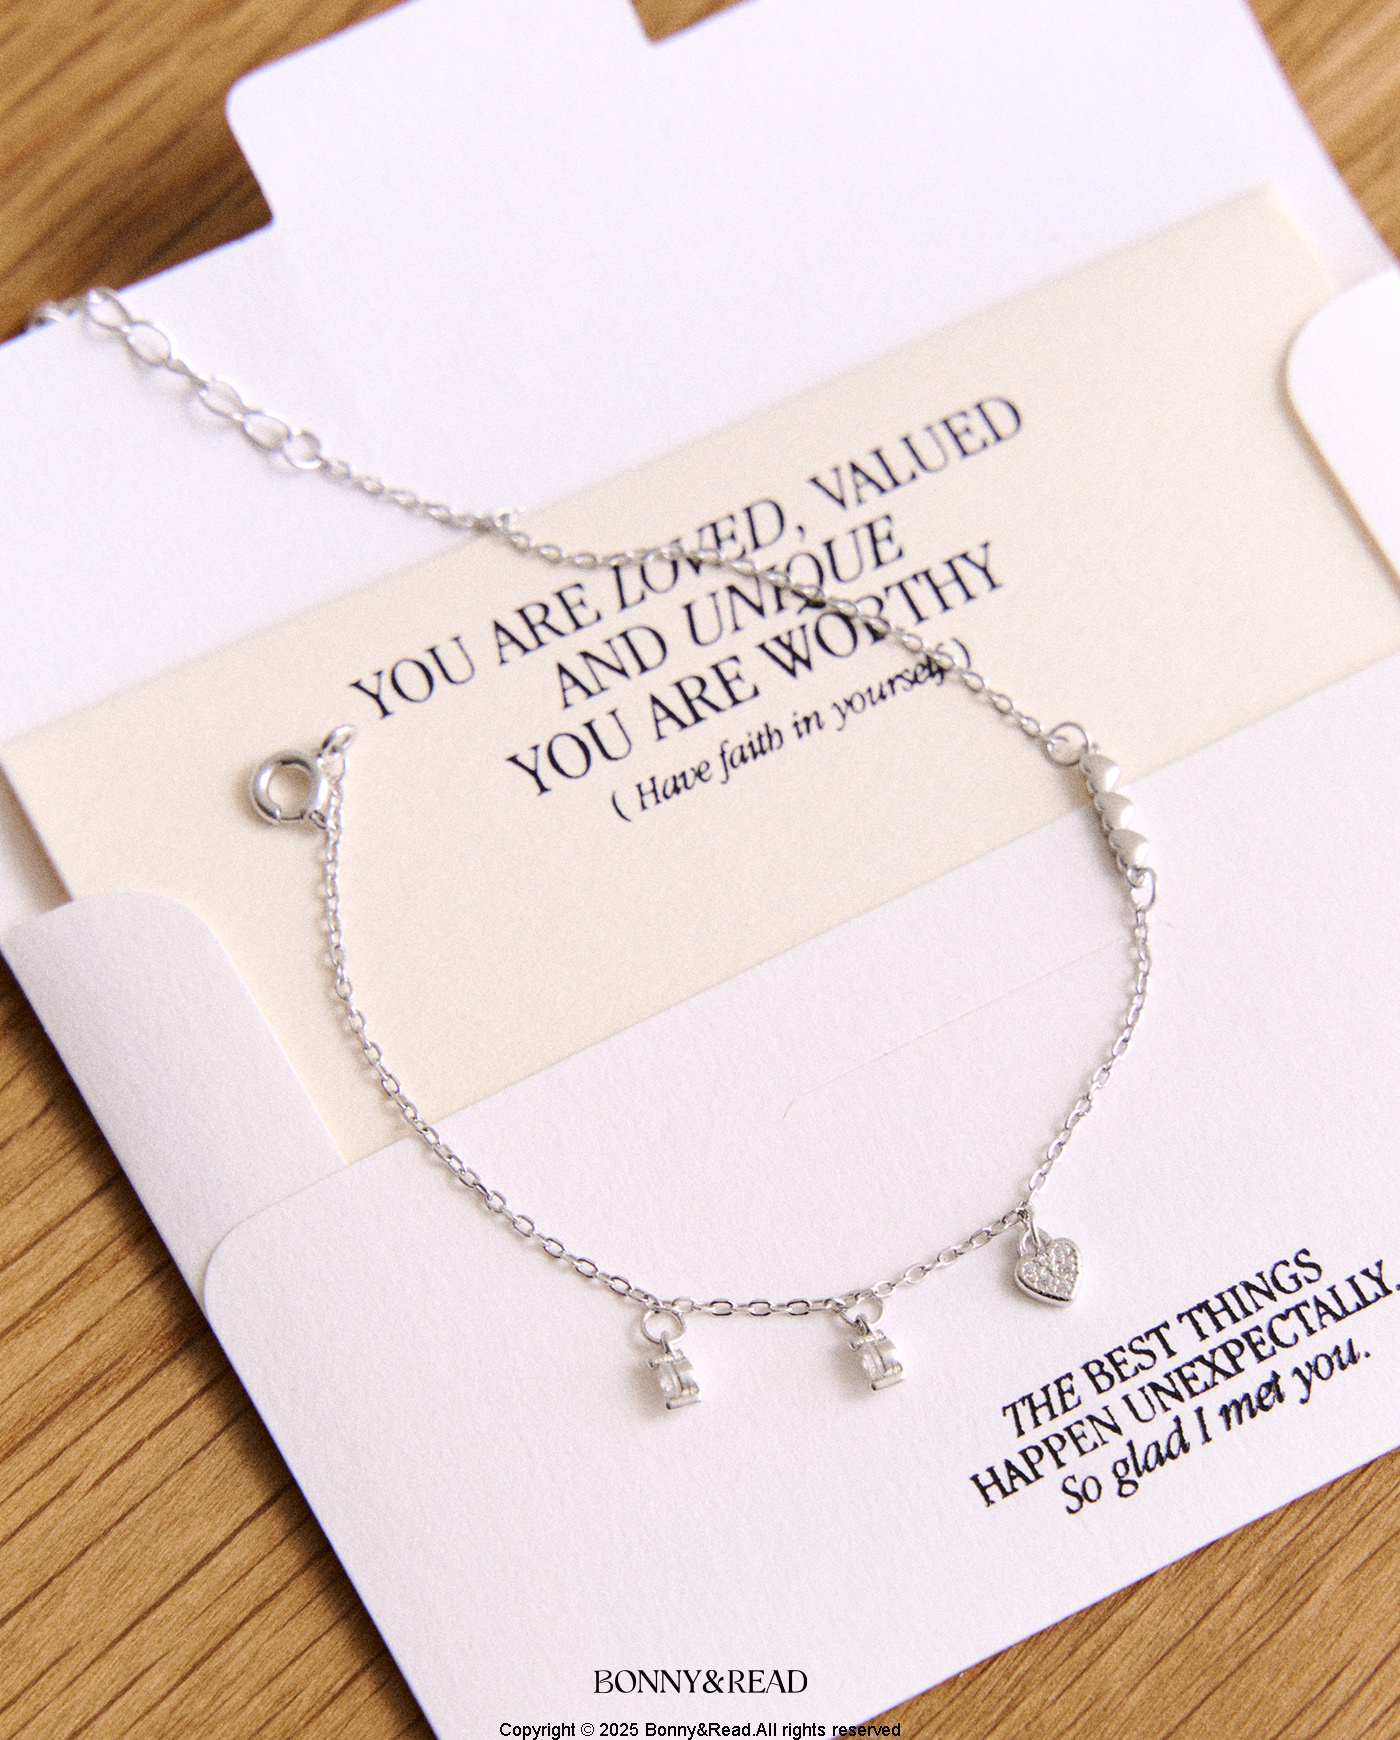 YOU ARE LOVED, VALUED
AND UNIQUE
YOU ARE WORTHY
( Have faith in yourself )
THE BEST THINGS
HAPPEN UNEXPECTALLY.
So glad I met you.
BONNY&READ
Copyright © 2025 Bonny&Read.All rights reserved